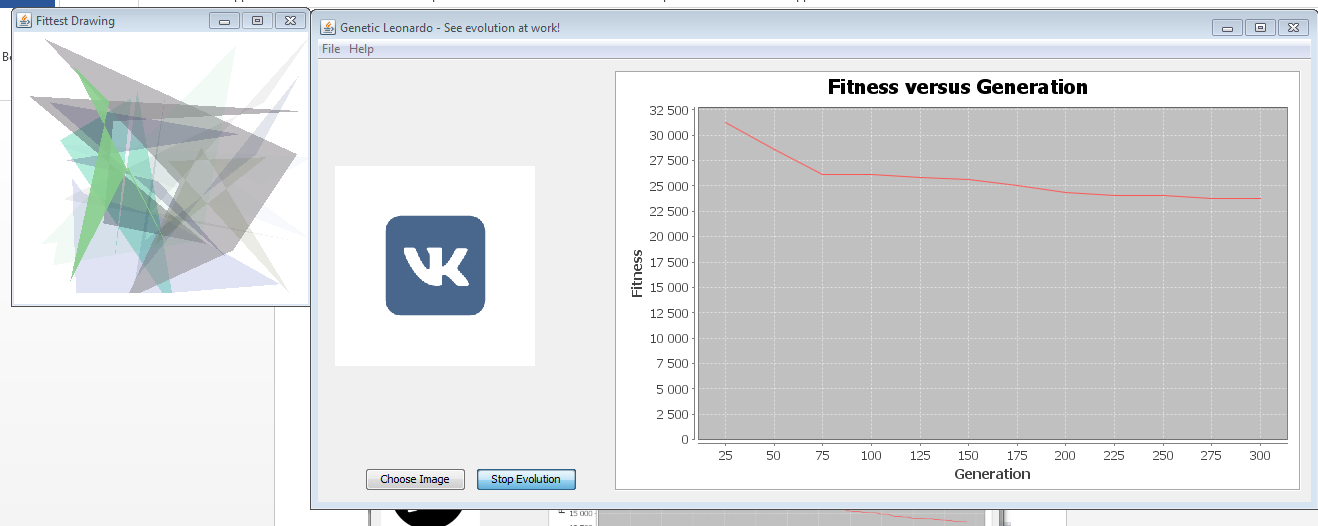 Fittest Drawing
Genetic Leonardo - See evolution at work!
File Help
Fitness versus Generation
32 500
30 000
27 500
25 000
22 500
20 000
17 500
15 000
12 500
10 000
7 500
5 000
2 500
0
Fitness
25 50 75 100 125 150 175 200 225 250 275 300
Generation
VK
Choose Image
Stop Evolution
15 000